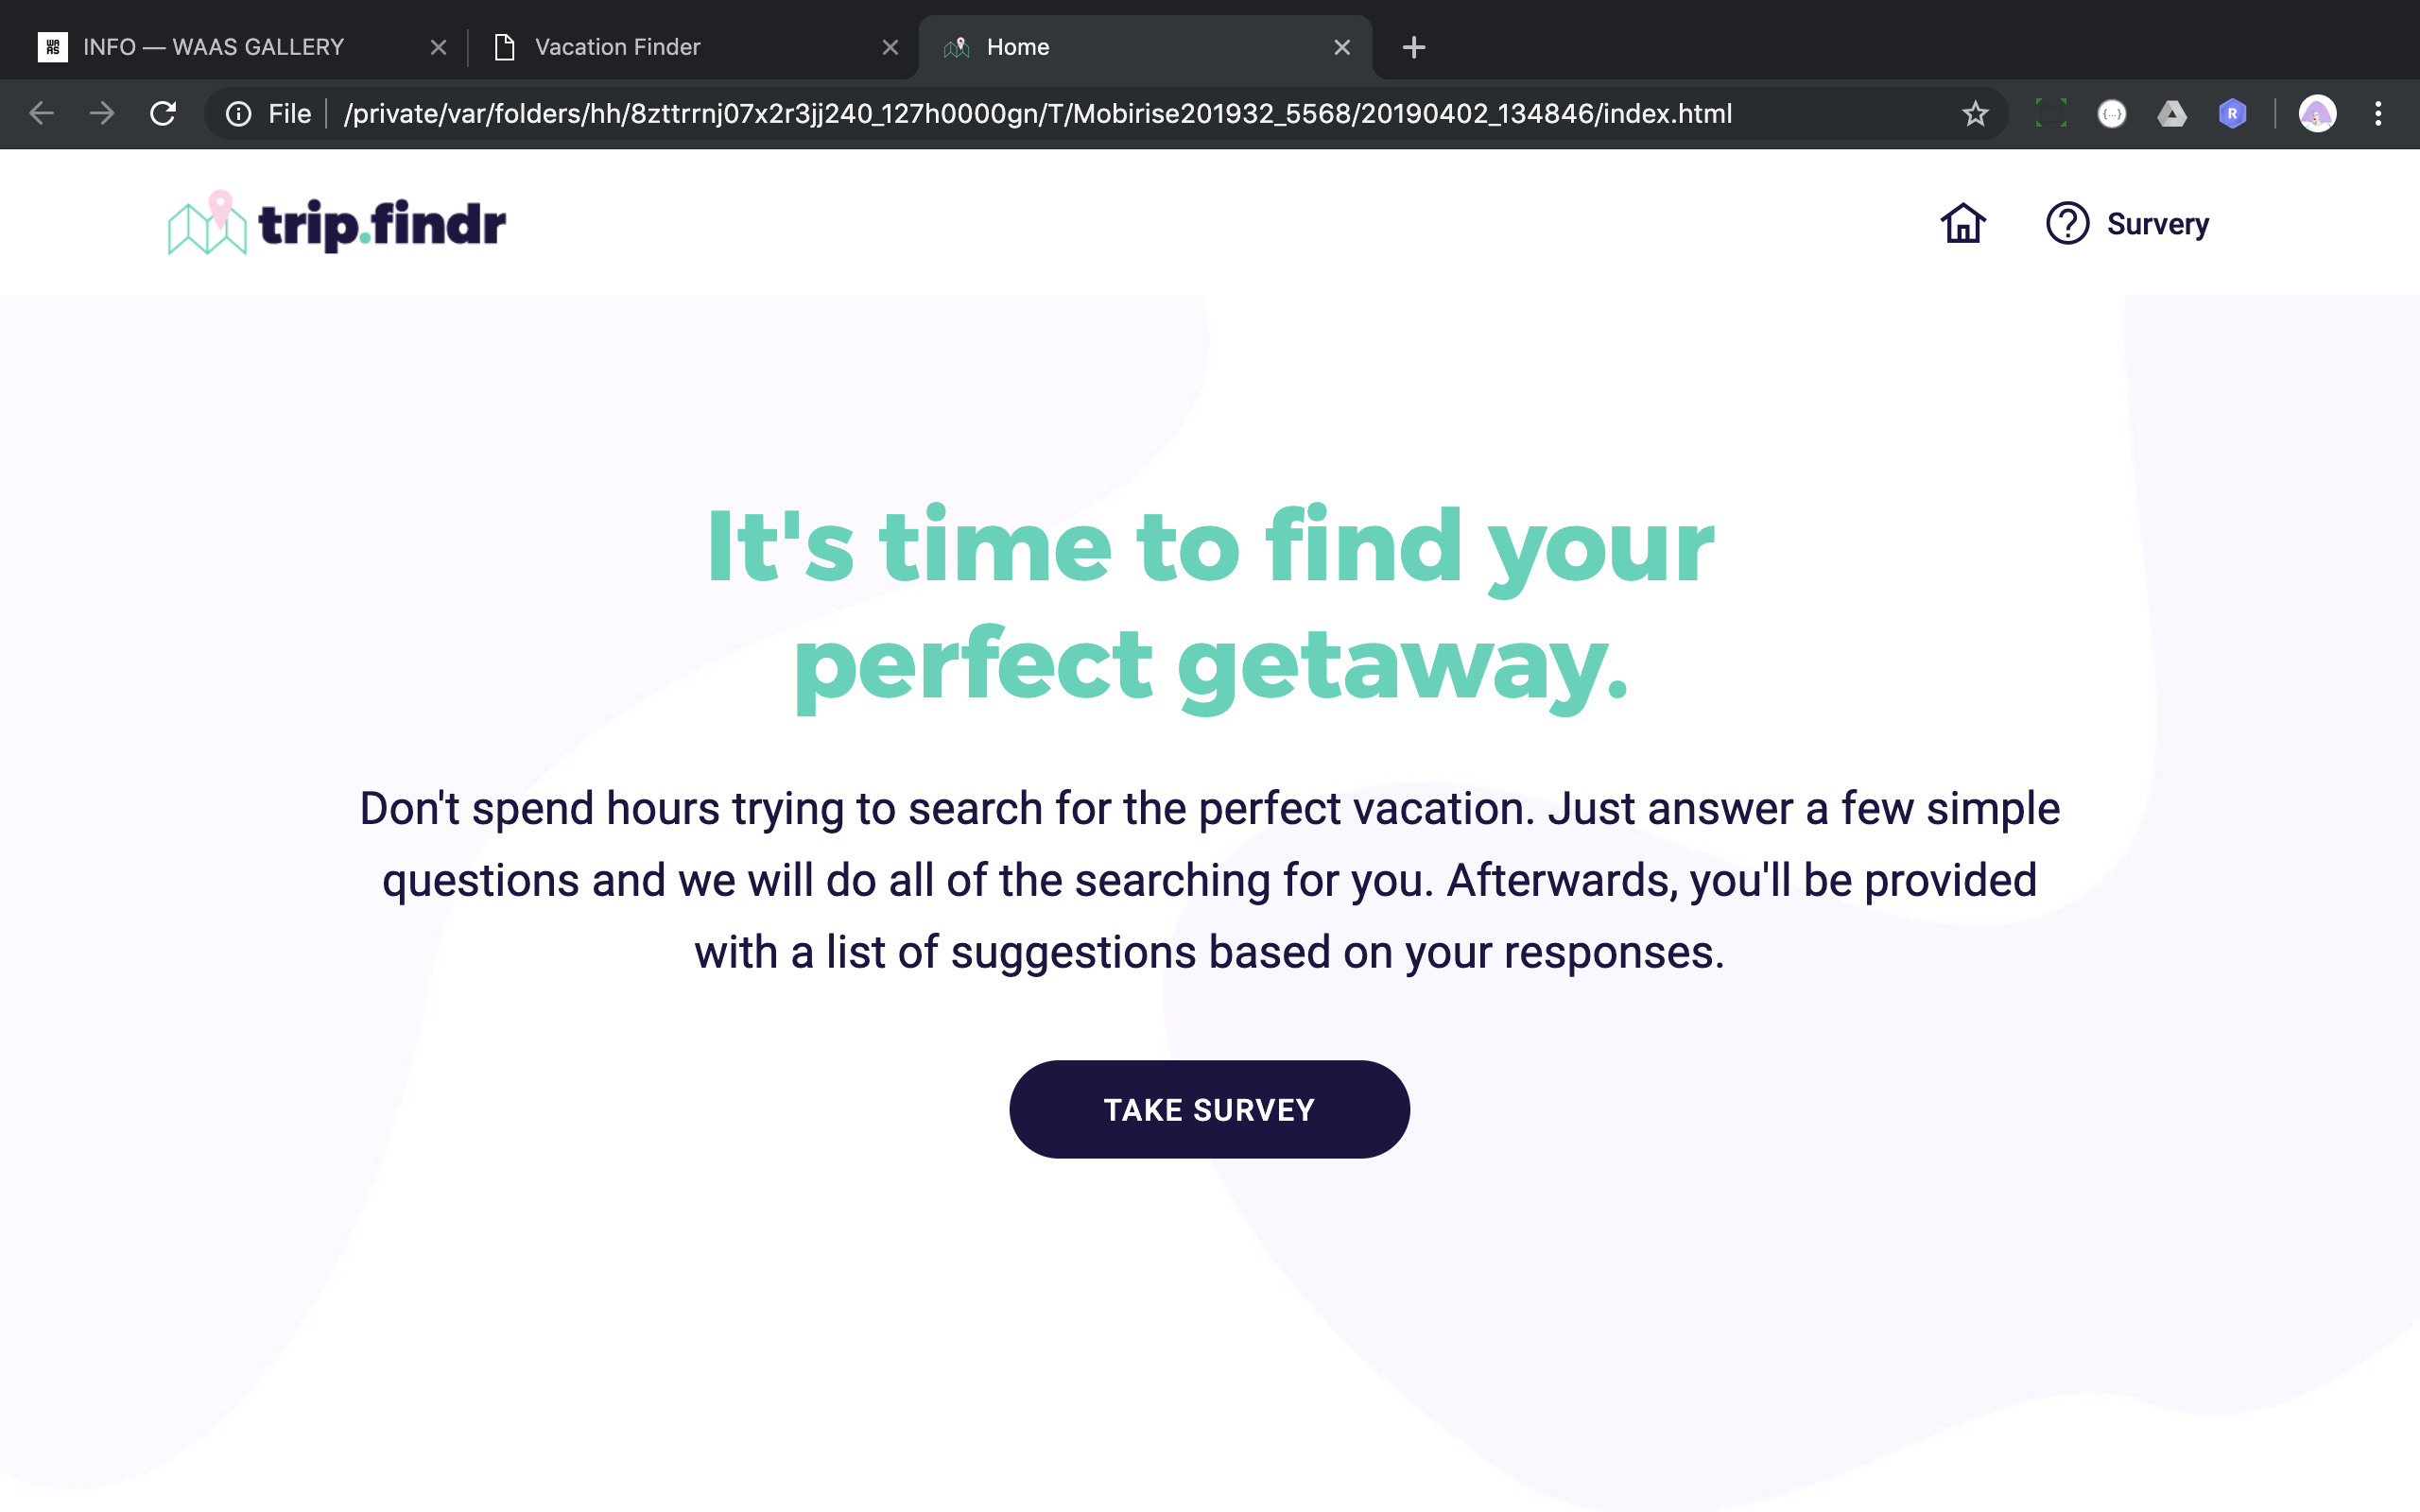 INFO — WAAS GALLERY
Vacation Finder
Home
File
/private/var/folders/hh/8zttrrnj07x2r3jj240_127h0000gn/T/Mobirise201932_5568/20190402_134846/index.html
trip.findr
Survery
It's time to find your
perfect getaway.
Don't spend hours trying to search for the perfect vacation. Just answer a few simple
questions and we will do all of the searching for you. Afterwards, you'll be provided
with a list of suggestions based on your responses.
TAKE SURVEY